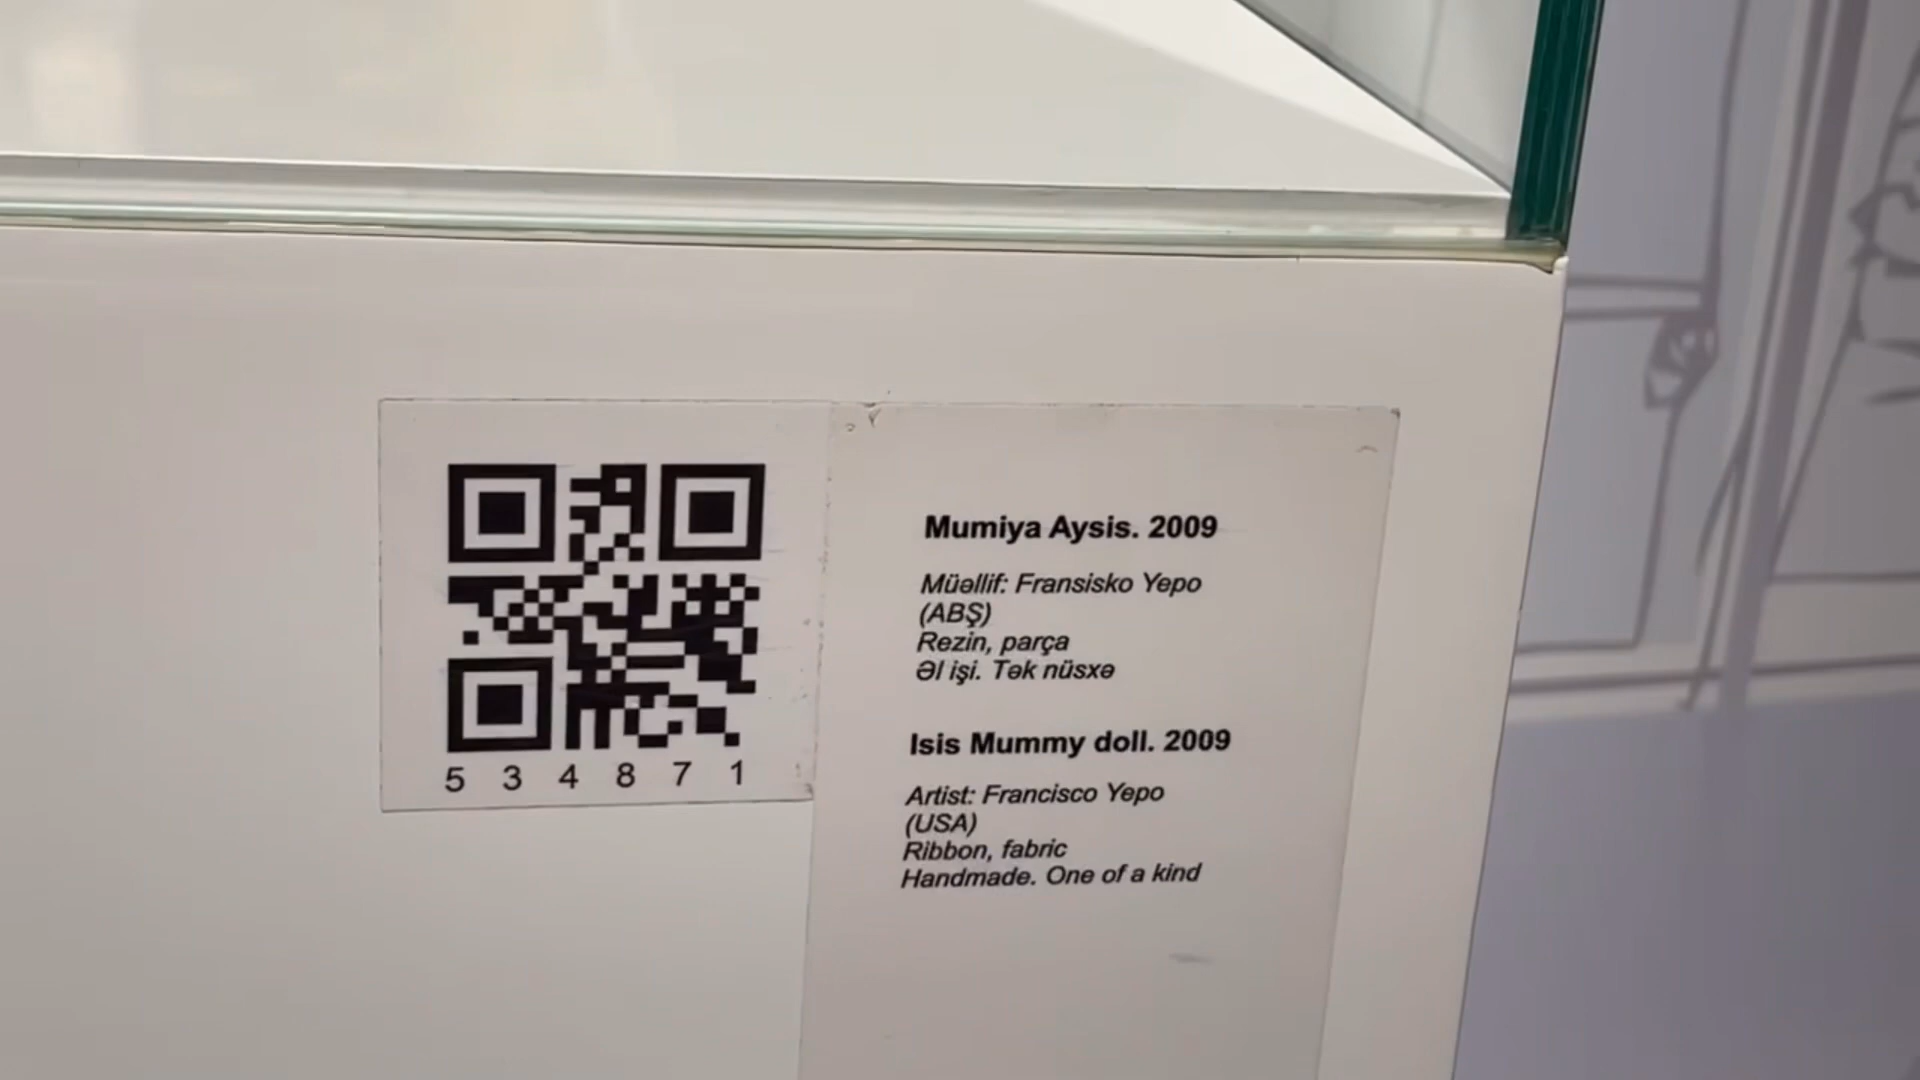 5 3 4 8 7 1
Mumiya Aysis. 2009
Müəllif: Fransisko Yepo
(ABŞ)
Rezin, parça
Əl işi. Tək nüsxə
Isis Mummy doll. 2009
Artist: Francisco Yepo
(USA)
Ribbon, fabric
Handmade. One of a kind